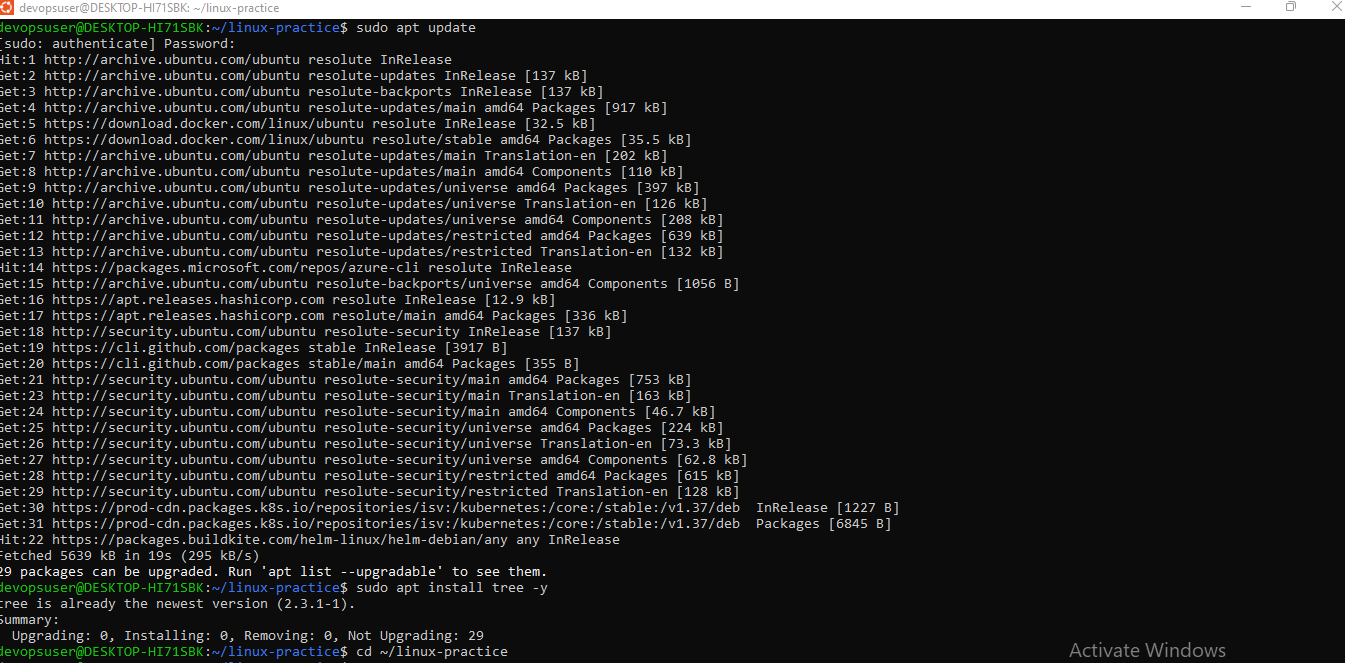 devopsuser@DESKTOP-HI71SBK: ~/linux-practice
devopsuser@DESKTOP-HI71SBK:~/linux-practice$ sudo apt update
[sudo: authenticate] Password:
Hit:1 http://archive.ubuntu.com/ubuntu resolute InRelease
Get:2 http://archive.ubuntu.com/ubuntu resolute-updates InRelease [137 kB]
Get:3 http://archive.ubuntu.com/ubuntu resolute-backports InRelease [137 kB]
Get:4 http://archive.ubuntu.com/ubuntu resolute-updates/main amd64 Packages [917 kB]
Get:5 https://download.docker.com/linux/ubuntu resolute InRelease [32.5 kB]
Get:6 https://download.docker.com/linux/ubuntu resolute/stable amd64 Packages [35.5 kB]
Get:7 http://archive.ubuntu.com/ubuntu resolute-updates/main Translation-en [202 kB]
Get:8 http://archive.ubuntu.com/ubuntu resolute-updates/main amd64 Components [110 kB]
Get:9 http://archive.ubuntu.com/ubuntu resolute-updates/universe amd64 Packages [397 kB]
Get:10 http://archive.ubuntu.com/ubuntu resolute-updates/universe Translation-en [126 kB]
Get:11 http://archive.ubuntu.com/ubuntu resolute-updates/universe amd64 Components [208 kB]
Get:12 http://archive.ubuntu.com/ubuntu resolute-updates/restricted amd64 Packages [639 kB]
Get:13 http://archive.ubuntu.com/ubuntu resolute-updates/restricted Translation-en [132 kB]
Hit:14 https://packages.microsoft.com/repos/azure-cli resolute InRelease
Get:15 http://archive.ubuntu.com/ubuntu resolute-backports/universe amd64 Components [1056 B]
Get:16 https://apt.releases.hashicorp.com resolute InRelease [12.9 kB]
Get:17 https://apt.releases.hashicorp.com resolute/main amd64 Packages [336 kB]
Get:18 http://security.ubuntu.com/ubuntu resolute-security InRelease [137 kB]
Get:19 https://cli.github.com/packages stable InRelease [3917 B]
Get:20 https://cli.github.com/packages stable/main amd64 Packages [355 B]
Get:21 http://security.ubuntu.com/ubuntu resolute-security/main amd64 Packages [753 kB]
Get:23 http://security.ubuntu.com/ubuntu resolute-security/main Translation-en [163 kB]
Get:24 http://security.ubuntu.com/ubuntu resolute-security/main amd64 Components [46.7 kB]
Get:25 http://security.ubuntu.com/ubuntu resolute-security/universe amd64 Packages [224 kB]
Get:26 http://security.ubuntu.com/ubuntu resolute-security/universe Translation-en [73.3 kB]
Get:27 http://security.ubuntu.com/ubuntu resolute-security/universe amd64 Components [62.8 kB]
Get:28 http://security.ubuntu.com/ubuntu resolute-security/restricted amd64 Packages [615 kB]
Get:29 http://security.ubuntu.com/ubuntu resolute-security/restricted Translation-en [128 kB]
Get:30 https://prod-cdn.packages.k8s.io/repositories/isv:/kubernetes:/core:/stable:/v1.37/deb  InRelease [1227 B]
Get:31 https://prod-cdn.packages.k8s.io/repositories/isv:/kubernetes:/core:/stable:/v1.37/deb  Packages [6845 B]
Hit:22 https://packages.buildkite.com/helm-linux/helm-debian/any any InRelease
Fetched 5639 kB in 19s (295 kB/s)
29 packages can be upgraded. Run 'apt list --upgradable' to see them.
devopsuser@DESKTOP-HI71SBK:~/linux-practice$ sudo apt install tree -y
tree is already the newest version (2.3.1-1).
Summary:
  Upgrading: 0, Installing: 0, Removing: 0, Not Upgrading: 29
devopsuser@DESKTOP-HI71SBK:~/linux-practice$ cd ~/linux-practice
Activate Windows